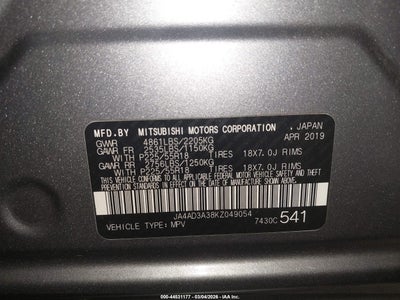 MFD.BY MITSUBISHI MOTORS CORPORATION , JAPAN
GVWR 4861LBS/2205KG APR 2019
GAWR FR 2535LBS/1150KG
WITH P225/55R18 TIRES 18X7.0J RIMS
GAWR RR 2756LBS/1250KG
WITH P225/55R18 TIRES 18X7.0J RIMS
THIS VEHICLE CONFORMS TO ALL APPLICABLE FEDERAL MOTOR VEHICLE SAFETY AND THEFT
PREVENTION STANDARDS IN EFFECT ON THE DATE OF MANUFACTURE SHOWN ABOVE.
JA4AD3A38KZ049054
VEHICLE TYPE: MPV 7430C 541
000-44531177 - 03/04/2026 - IAA